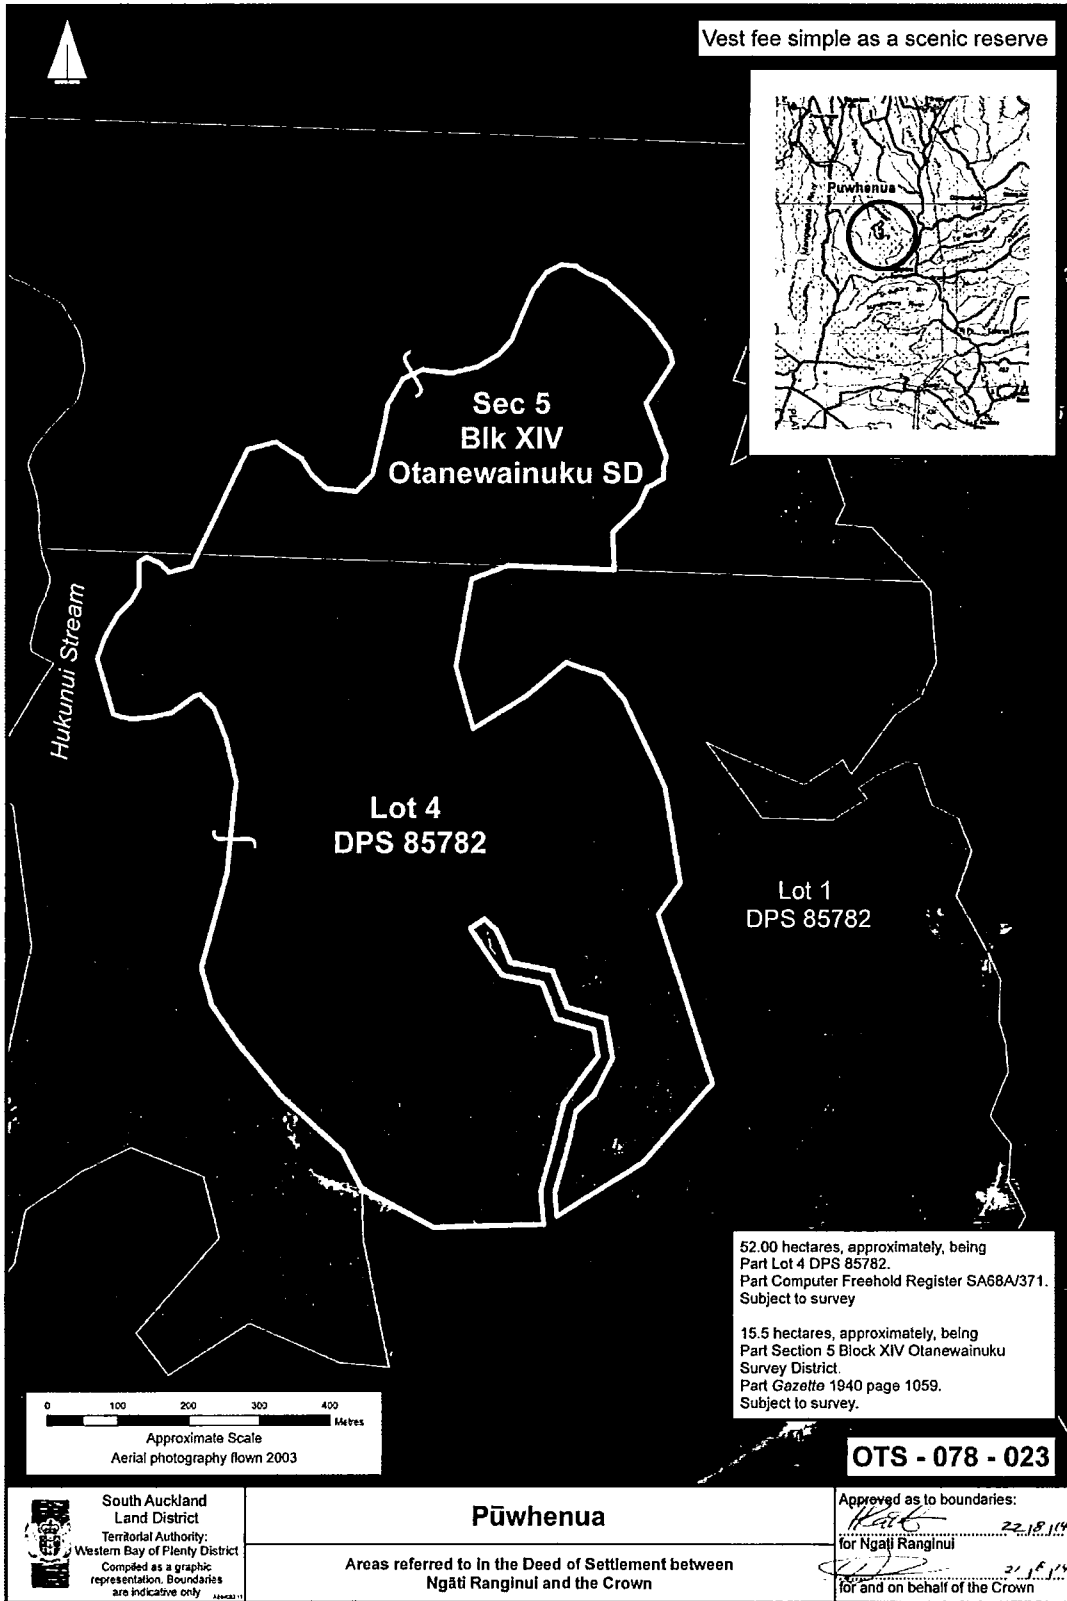 Vest fee simple as a scenic reserve
Puwhenua
Sec 5
Blk XIV
Otanewainuku SD
Hukunui Stream
Lot 4
DPS 85782
Lot 1
DPS 85782
52.00 hectares, approximately, being
Part Lot 4 DPS 85782.
Part Computer Freehold Register SA68A/371.
Subject to survey
15.5 hectares, approximately, being
Part Section 5 Block XIV Otanewainuku
Survey District.
Part Gazette 1940 page 1059.
Subject to survey.
0 100 200 300 400
Metres
Approximate Scale
Aerial photography flown 2003
OTS - 078 - 023
South Auckland
Land District
Territorial Authority:
Western Bay of Plenty District
Compiled as a graphic
representation. Boundaries
are indicative only
Pūwhenua
Areas referred to in the Deed of Settlement between
Ngāti Ranginui and the Crown
Approved as to boundaries:
22/8/14
for Ngāti Ranginui
21/8/14
for and on behalf of the Crown